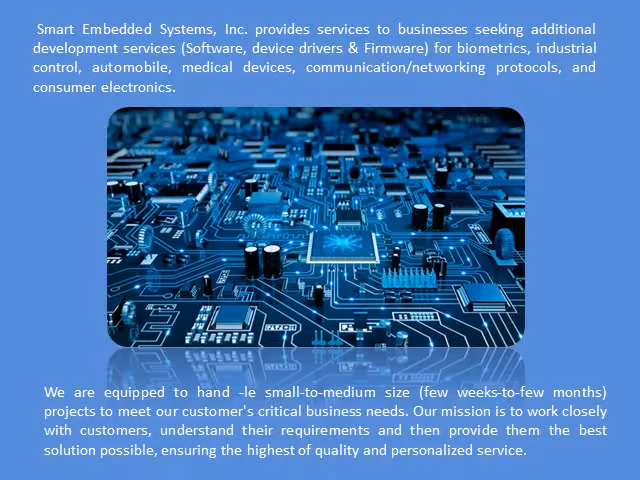 Smart Embedded Systems, Inc. provides services to businesses seeking additional
development services (Software, device drivers & Firmware) for biometrics, industrial
control, automobile, medical devices, communication/networking protocols, and
consumer electronics.
We are equipped to hand -le small-to-medium size (few weeks-to-few months)
projects to meet our customer's critical business needs. Our mission is to work closely
with customers, understand their requirements and then provide them the best
solution possible, ensuring the highest of quality and personalized service.